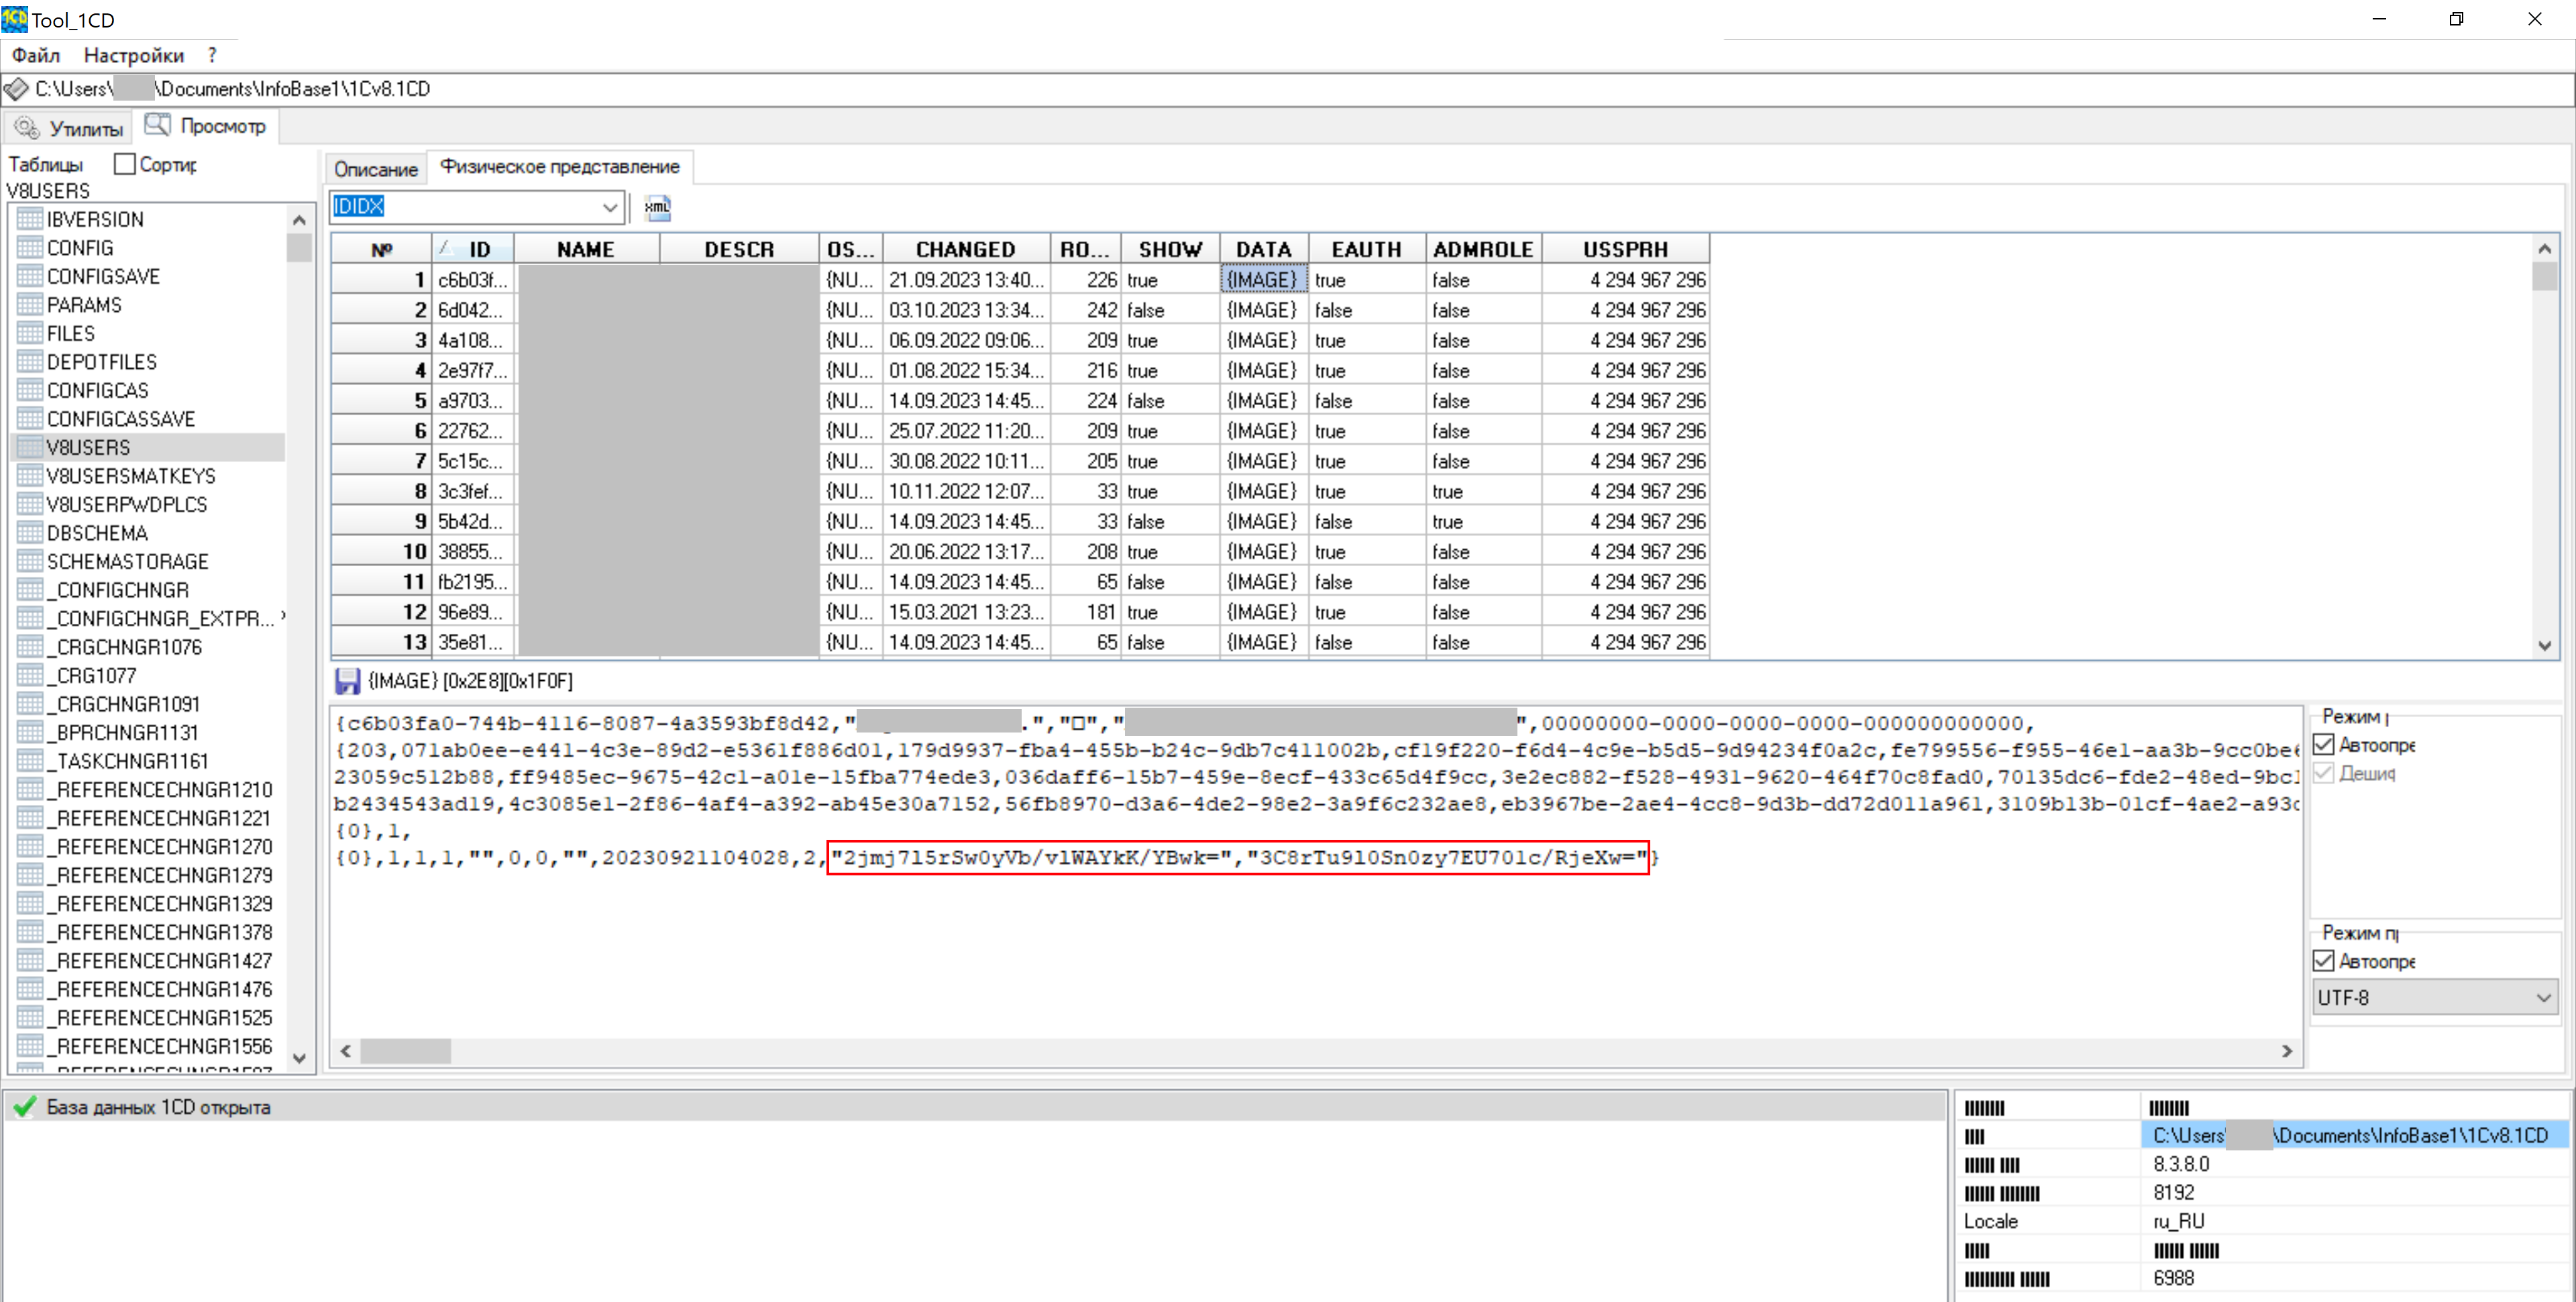 Tool_1CD
Файл Настройки ?
C:\Users\ \Documents\InfoBase1\1Cv8.1CD
Утилиты Просмотр
Таблицы Сортир
V8USERS
IBVERSION
CONFIG
CONFIGSAVE
PARAMS
FILES
DEPOTFILES
CONFIGCAS
CONFIGCASSAVE
V8USERS
V8USERSMATKEYS
V8USERPWDPLCS
DBSCHEMA
SCHEMASTORAGE
_CONFIGCHNGR
_CONFIGCHNGR_EXTPR...
_CRGCHNGR1076
_CRG1077
_CRGCHNGR1091
_BPRCHNGR1131
_TASKCHNGR1161
_REFERENCECHNGR1210
_REFERENCECHNGR1221
_REFERENCECHNGR1270
_REFERENCECHNGR1279
_REFERENCECHNGR1329
_REFERENCECHNGR1378
_REFERENCECHNGR1427
_REFERENCECHNGR1476
_REFERENCECHNGR1525
_REFERENCECHNGR1556
Описание Физическое представление
IDIDX XML
№ ID NAME DESCR OS... CHANGED RO... SHOW DATA EAUTH ADMROLE USSPRH
1 c6b03f... {NU... 21.09.2023 13:40... 226 true {IMAGE} true false 4 294 967 296
2 6d042... {NU... 03.10.2023 13:34... 242 false {IMAGE} false false 4 294 967 296
3 4a108... {NU... 06.09.2022 09:06... 209 true {IMAGE} true false 4 294 967 296
4 2e97f7... {NU... 01.08.2022 15:34... 216 true {IMAGE} true false 4 294 967 296
5 a9703... {NU... 14.09.2023 14:45... 224 false {IMAGE} false false 4 294 967 296
6 22762... {NU... 25.07.2022 11:20... 209 true {IMAGE} true false 4 294 967 296
7 5c15c... {NU... 30.08.2022 10:11... 205 true {IMAGE} true false 4 294 967 296
8 3c3fef... {NU... 10.11.2022 12:07... 33 true {IMAGE} true true 4 294 967 296
9 5b42d... {NU... 14.09.2023 14:45... 33 false {IMAGE} false true 4 294 967 296
10 38855... {NU... 20.06.2022 13:17... 208 true {IMAGE} true false 4 294 967 296
11 fb2195... {NU... 14.09.2023 14:45... 65 false {IMAGE} false false 4 294 967 296
12 96e89... {NU... 15.03.2021 13:23... 181 true {IMAGE} true false 4 294 967 296
13 35e81... {NU... 14.09.2023 14:45... 65 false {IMAGE} false false 4 294 967 296
{IMAGE} [0x2E8][0x1F0F]
{c6b03fa0-744b-4116-8087-4a3593bf8d42," .","□"," ",00000000-0000-0000-0000-000000000000,
{203,071ab0ee-e441-4c3e-89d2-e5361f886d01,179d9937-fba4-455b-b24c-9db7c411002b,cf19f220-f6d4-4c9e-b5d5-9d94234f0a2c,fe799556-f955-46e1-aa3b-9cc0be6
23059c512b88,ff9485ec-9675-42c1-a01e-15fba774ede3,036daff6-15b7-459e-8ecf-433c65d4f9cc,3e2ec882-f528-4931-9620-464f70c8fad0,70135dc6-fde2-48ed-9bc1
b2434543ad19,4c3085e1-2f86-4af4-a392-ab45e30a7152,56fb8970-d3a6-4de2-98e2-3a9f6c232ae8,eb3967be-2ae4-4cc8-9d3b-dd72d011a961,3109b13b-01cf-4ae2-a93c
{0},1,
{0},1,1,1,"",0,0,"",20230921104028,2,"2jmj7l5rSw0yVb/vlWAYkK/YBwk=","3C8rTu9l0Sn0zy7EU70lc/RjeXw="}
Режим
Автоопре
Дешиф
Режим п
Автоопре
UTF-8
База данных 1CD открыта
C:\Users \Documents\InfoBase1\1Cv8.1CD
8.3.8.0
8192
Locale ru_RU
6988